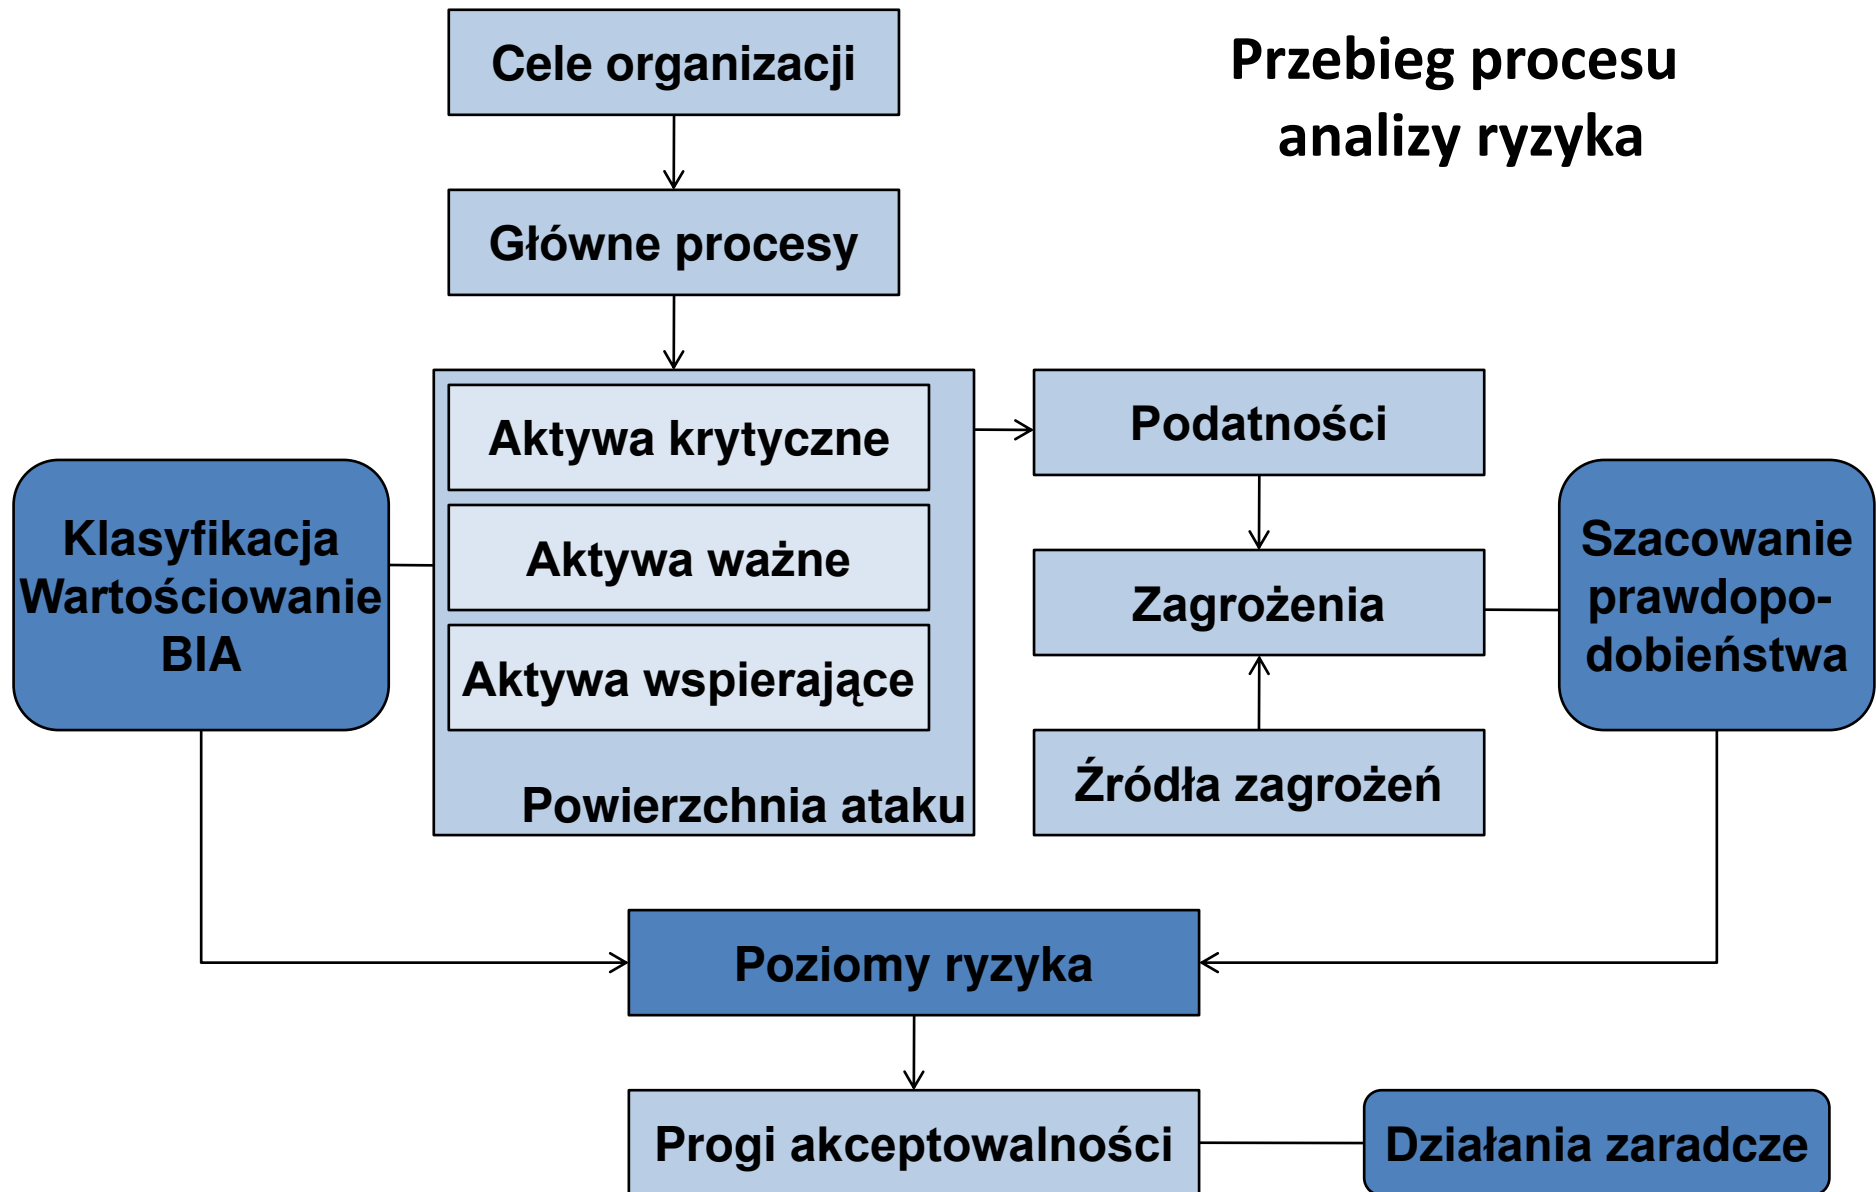 Przebieg procesu
analizy ryzyka
Cele organizacji
Główne procesy
Aktywa krytyczne
Aktywa ważne
Aktywa wspierające
Powierzchnia ataku
Podatności
Zagrożenia
Źródła zagrożeń
Klasyfikacja
Wartościowanie
BIA
Szacowanie
prawdopo-
dobieństwa
Poziomy ryzyka
Progi akceptowalności
Działania zaradcze